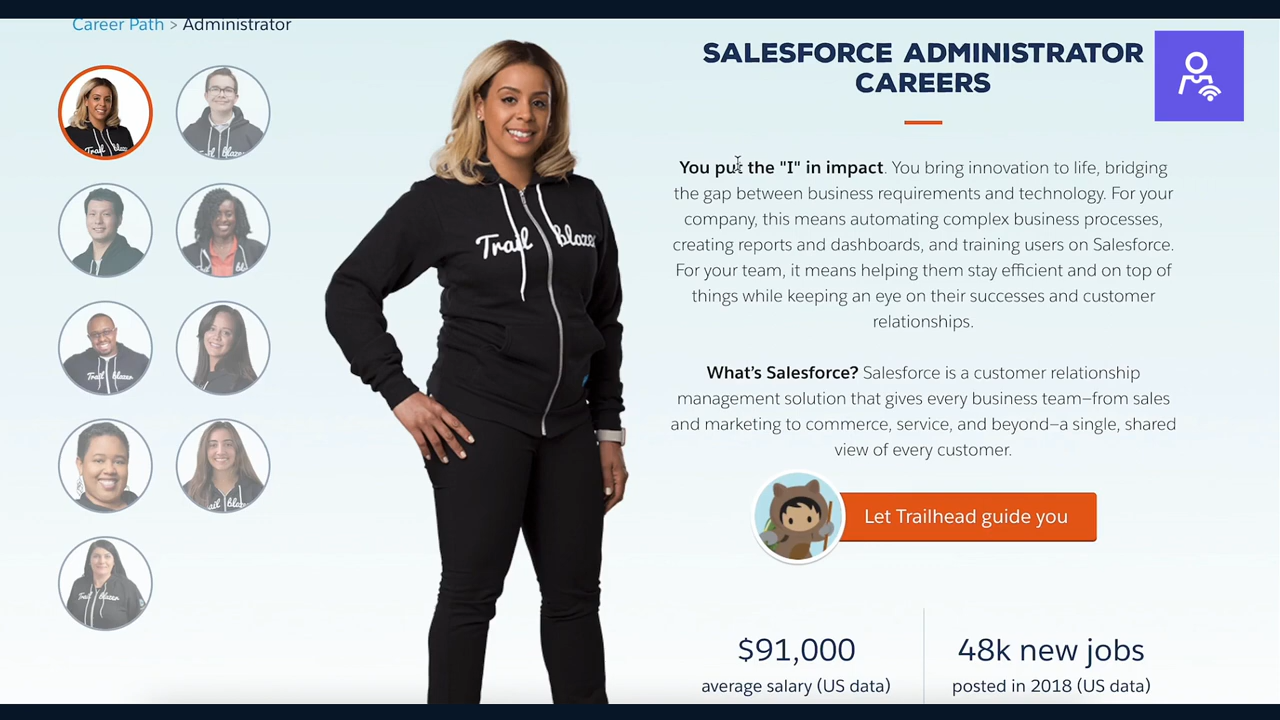 Career Path > Administrator
SALESFORCE ADMINISTRATOR
CAREERS
You put the "I" in impact. You bring innovation to life, bridging
the gap between business requirements and technology. For your
company, this means automating complex business processes,
creating reports and dashboards, and training users on Salesforce.
For your team, it means helping them stay efficient and on top of
things while keeping an eye on their successes and customer
relationships.
What's Salesforce? Salesforce is a customer relationship
management solution that gives every business team—from sales
and marketing to commerce, service, and beyond—a single, shared
view of every customer.
Let Trailhead guide you
$91,000
average salary (US data)
48k new jobs
posted in 2018 (US data)
Trail blazer